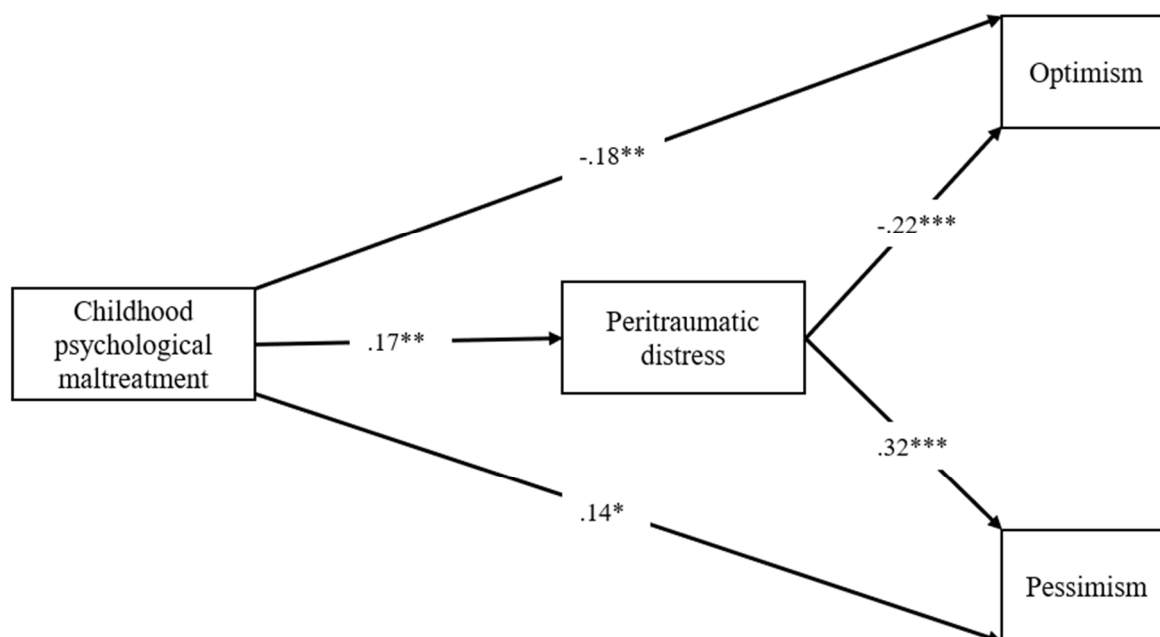 Optimism
-.18**
-.22***
Childhood
psychological
maltreatment
.17**
Peritraumatic
distress
.32***
.14*
Pessimism